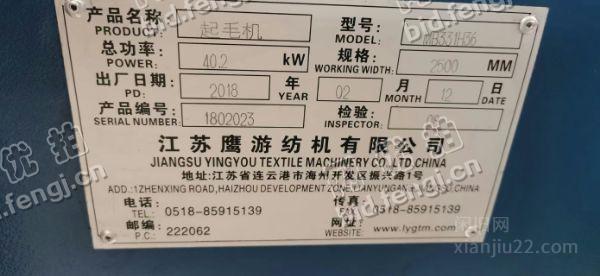 产品名称: 起毛机 型号: MB331H36
PRODUCT: MODEL:
总功率: 40.2 kW 规格: 2500 MM
POWER: WORKING WIDTH:
出厂日期: 2018 年 02 月 12 日
PD: YEAR MONTH DATE
产品编号: 1802023 检验:
SERIAL NUMBER: INSPECTOR:
江苏鹰游纺机有限公司
JIANGSU YINGYOU TEXTILE MACHINERY CO.,LTD,CHINA
地址:江苏省连云港市海州开发区振兴路1号
ADD.:1ZHENXING ROAD,HAIZHOU DEVELOPMENT ZONE,LIANYUNGANG,
电话: 0518-85915139 传真: 0518-85915139
TEL.: FAX:
邮编: 222062 网址: www.lygtm.com
P.C.: WEBSITE:
优拍
bid.fengj.cn
闲旧网
xianjiu22.com